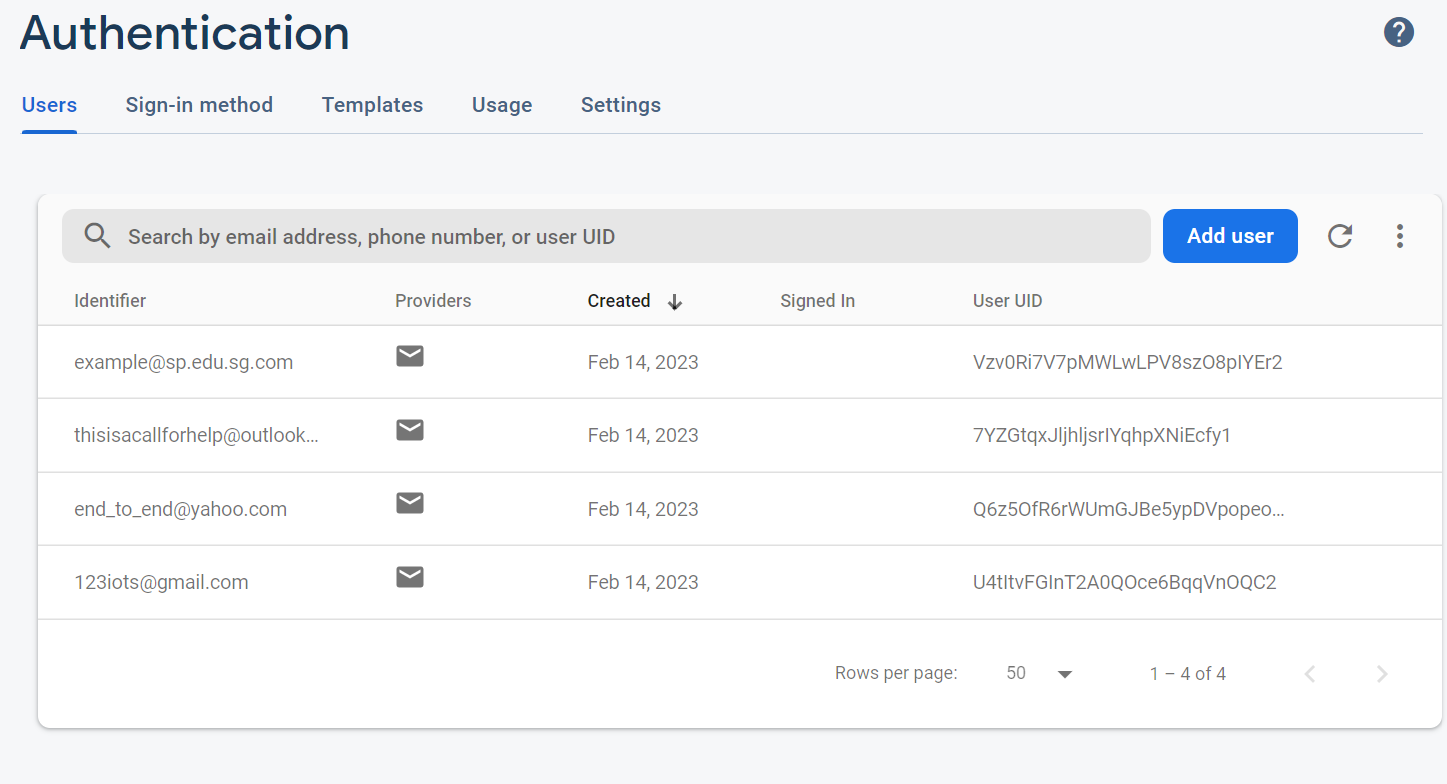 Authentication
Users Sign-in method Templates Usage Settings
Search by email address, phone number, or user UID Add user
Identifier Providers Created Signed In User UID
example@sp.edu.sg.com Feb 14, 2023 Vzv0Ri7V7pMWLwLPV8szO8pIYEr2
thisisacallforhelp@outlook... Feb 14, 2023 7YZGtqxJljhljsrIYqhpXNiEcfy1
end_to_end@yahoo.com Feb 14, 2023 Q6z5OfR6rWUmGJBe5ypDVpopeo...
123iots@gmail.com Feb 14, 2023 U4tItvFGInT2A0QOce6BqqVnOQC2
Rows per page: 50 1 – 4 of 4